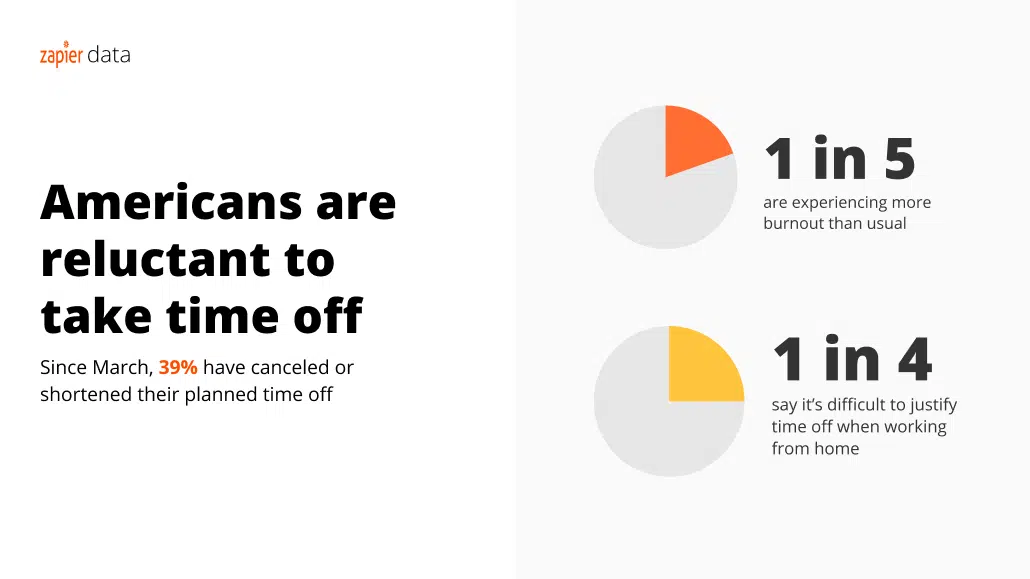 zapier data
Americans are
reluctant to
take time off
Since March, 39% have canceled or
shortened their planned time off
1 in 5
are experiencing more
burnout than usual
1 in 4
say it’s difficult to justify
time off when working
from home